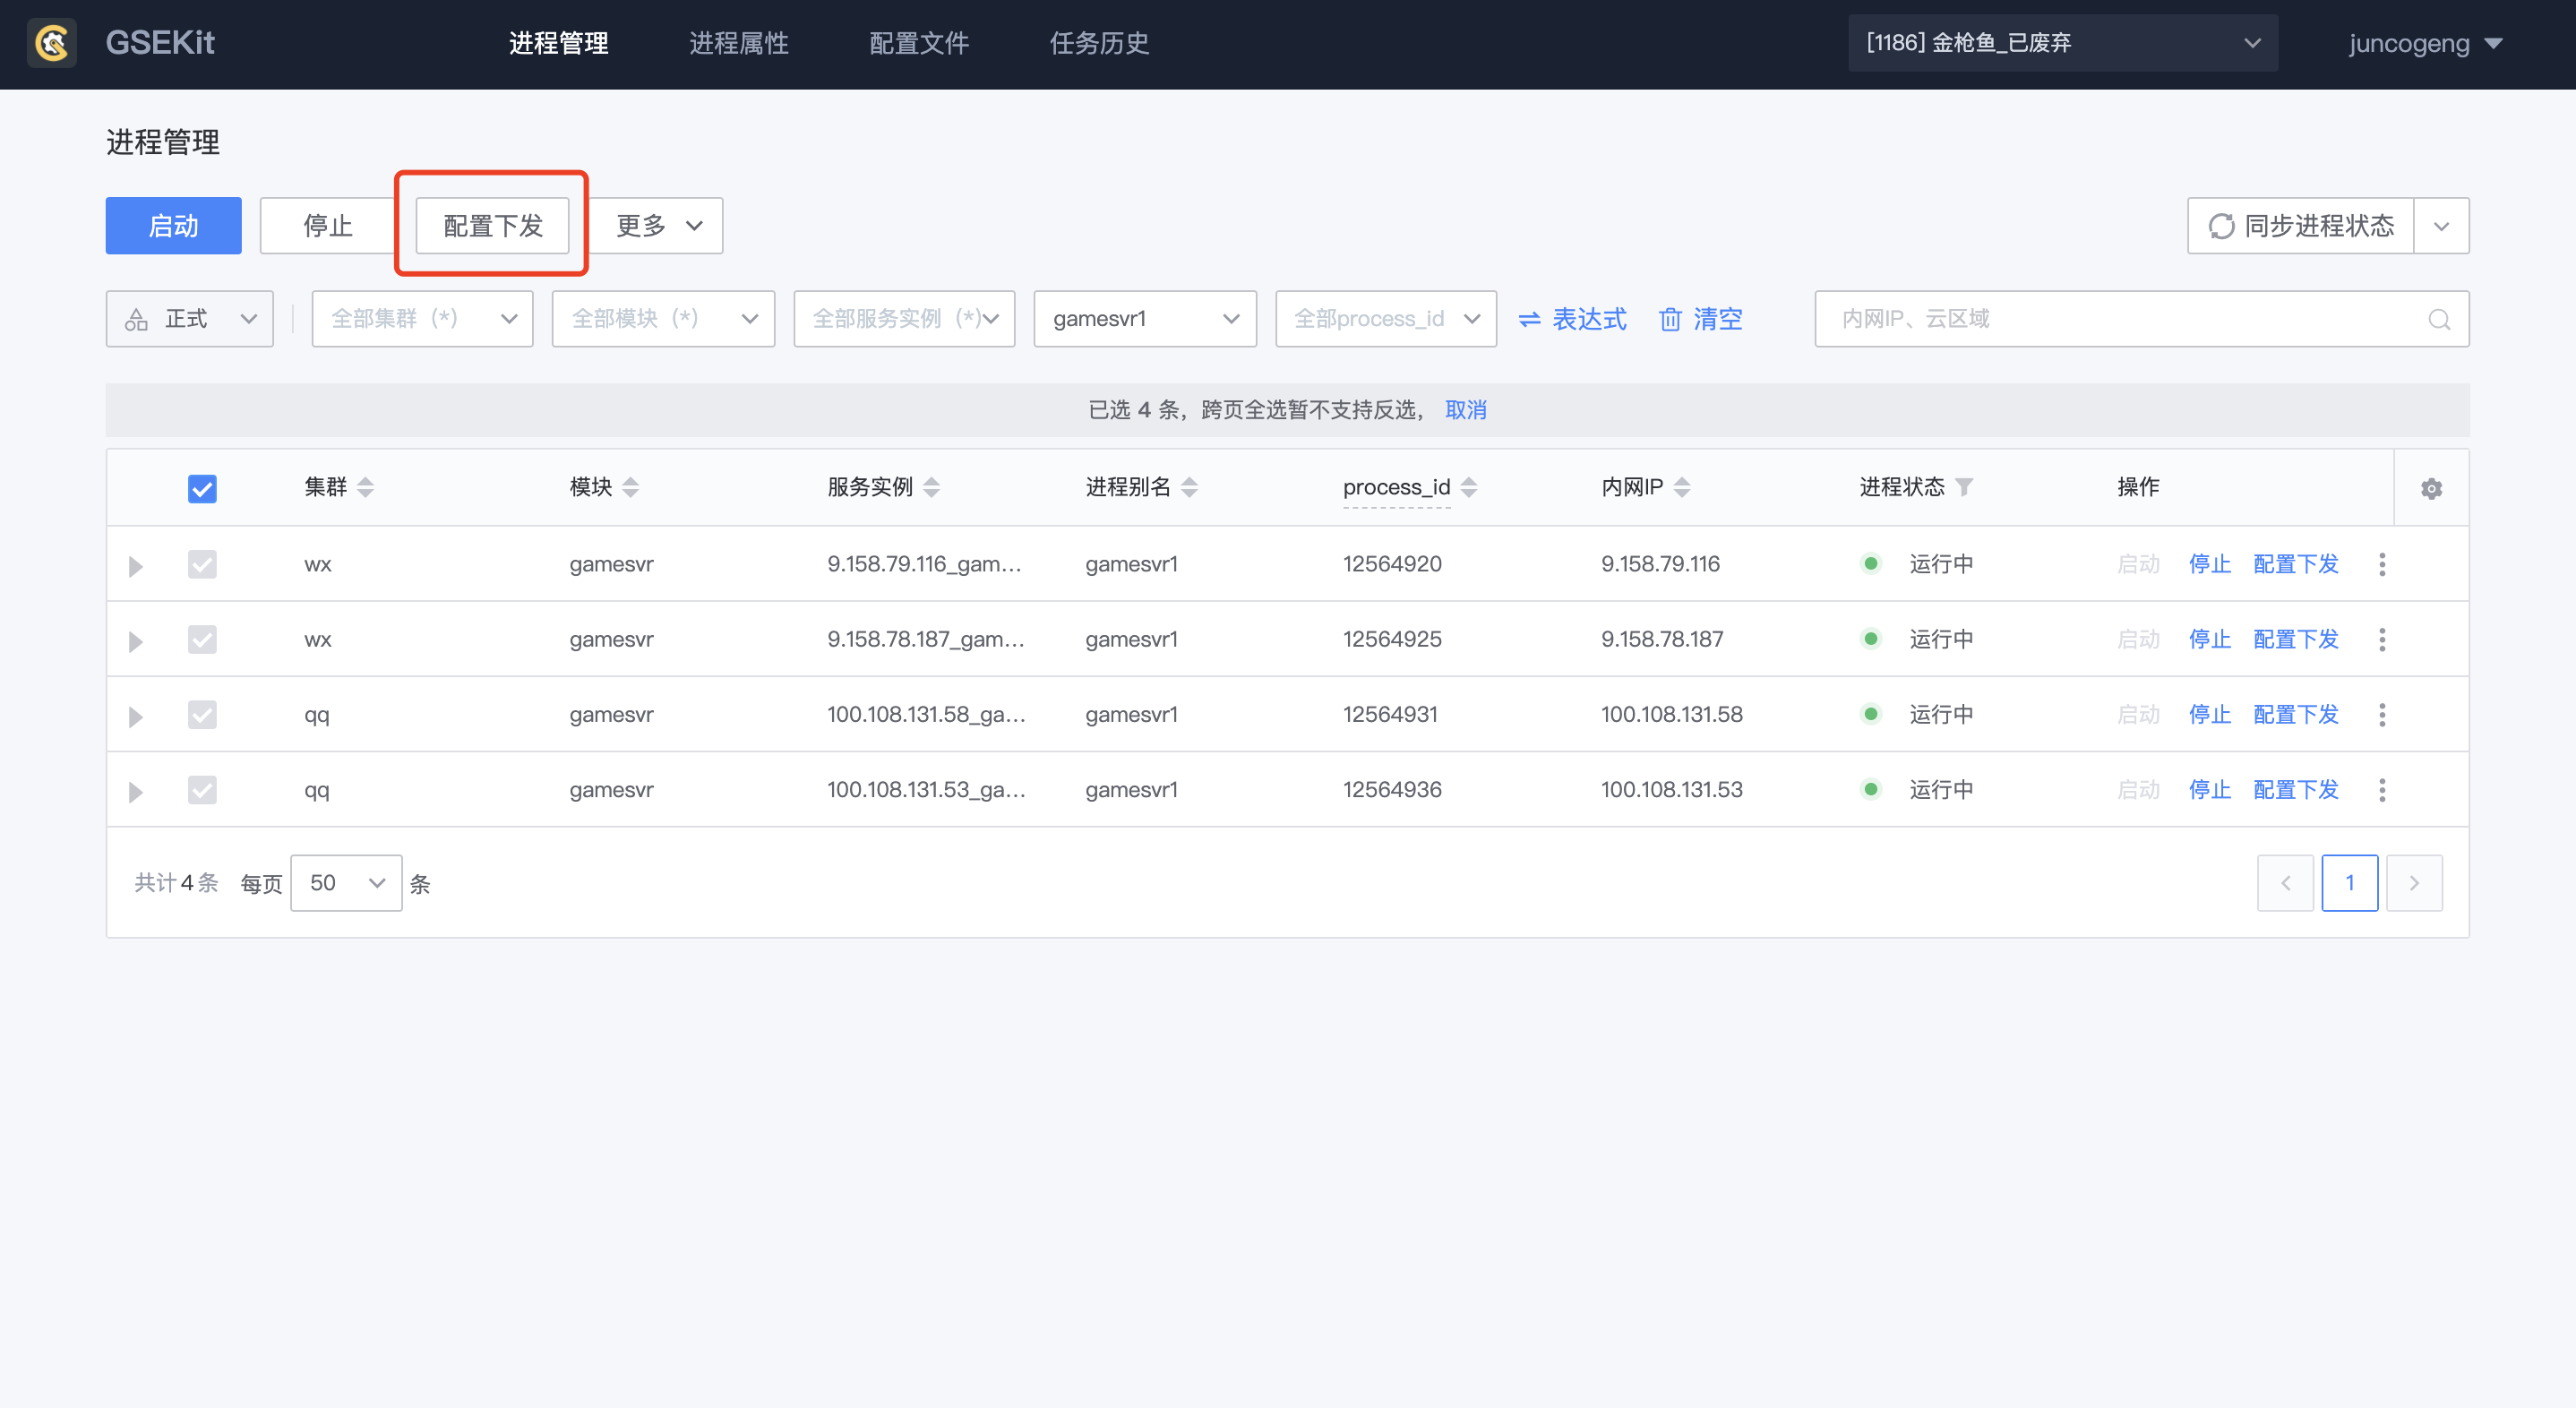 GSEKit 进程管理 进程属性 配置文件 任务历史 [1186] 金枪鱼_已废弃 juncogeng
进程管理
启动 停止 配置下发 更多 同步进程状态
正式 全部集群 (*) 全部模块 (*) 全部服务实例 (*) gamesvr1 全部process_id 表达式 清空 内网IP、云区域
已选 4 条，跨页全选暂不支持反选， 取消
集群 模块 服务实例 进程别名 process_id 内网IP 进程状态 操作
wx gamesvr 9.158.79.116_gam... gamesvr1 12564920 9.158.79.116 运行中 启动 停止 配置下发
wx gamesvr 9.158.78.187_gam... gamesvr1 12564925 9.158.78.187 运行中 启动 停止 配置下发
qq gamesvr 100.108.131.58_ga... gamesvr1 12564931 100.108.131.58 运行中 启动 停止 配置下发
qq gamesvr 100.108.131.53_ga... gamesvr1 12564936 100.108.131.53 运行中 启动 停止 配置下发
共计 4 条 每页 50 条 1